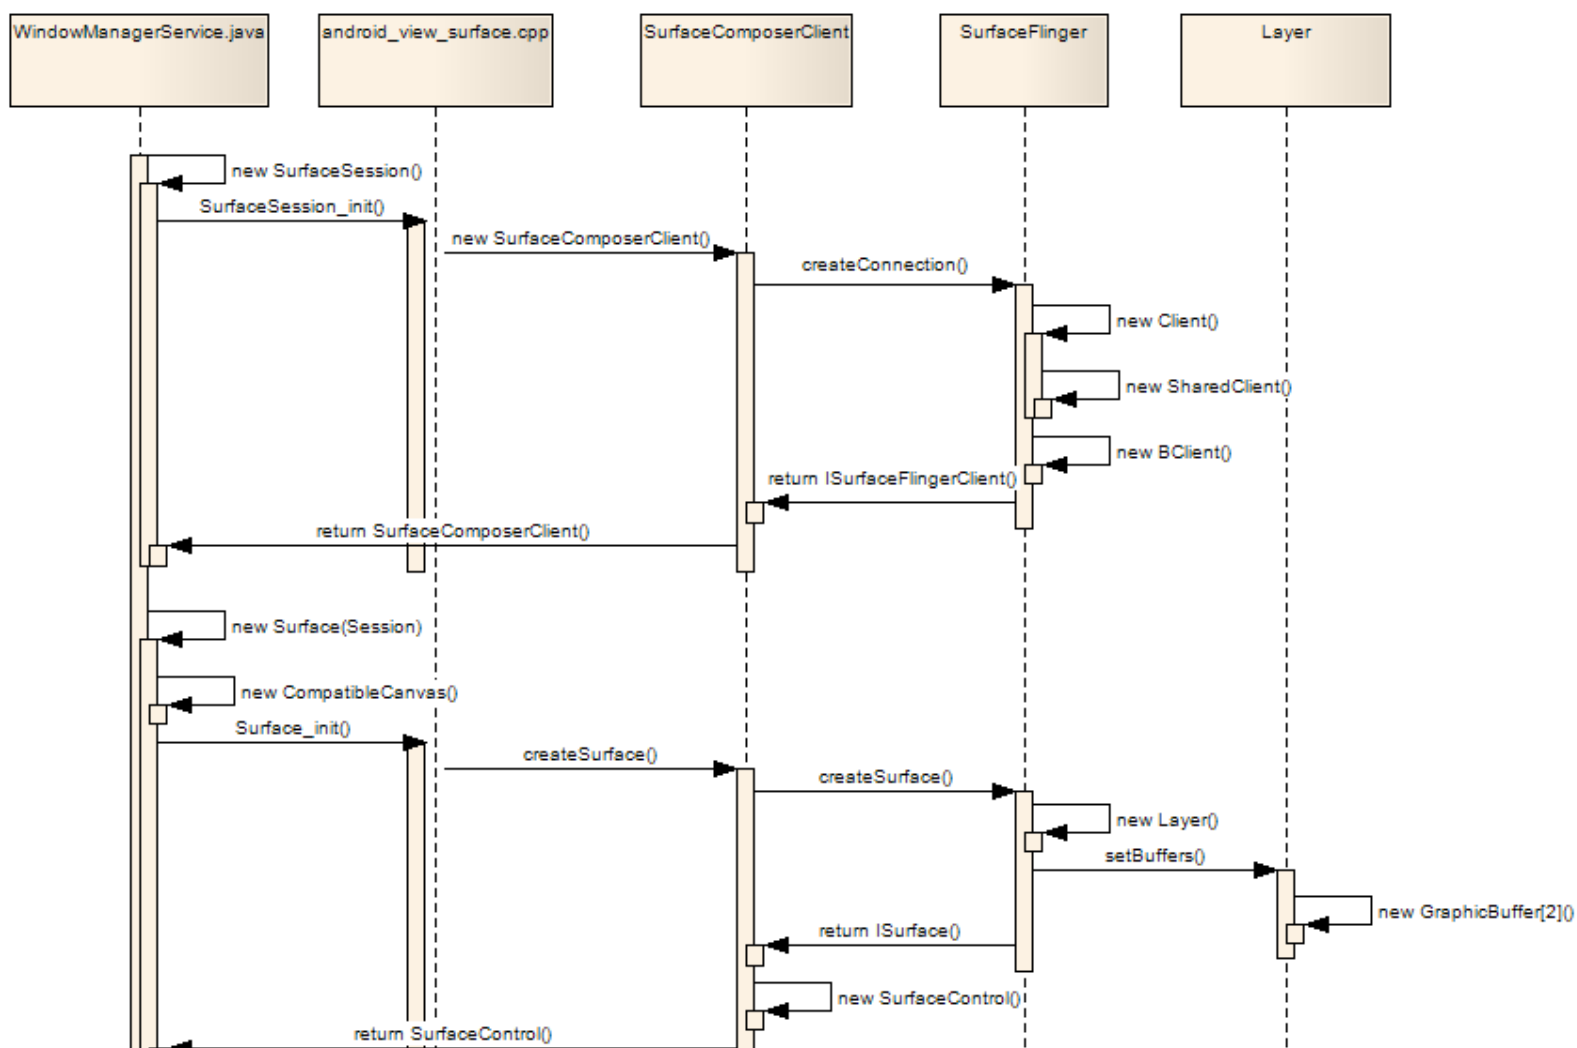 WindowManagerService.java
android_view_surface.cpp
SurfaceComposerClient
SurfaceFlinger
Layer
new SurfaceSession()
SurfaceSession_init()
new SurfaceComposerClient()
createConnection()
new Client()
new SharedClient()
new BClient()
return ISurfaceFlingerClient()
return SurfaceComposerClient()
new Surface(Session)
new CompatibleCanvas()
Surface_init()
createSurface()
createSurface()
new Layer()
setBuffers()
new GraphicBuffer[2]()
return ISurface()
new SurfaceControl()
return SurfaceControl()